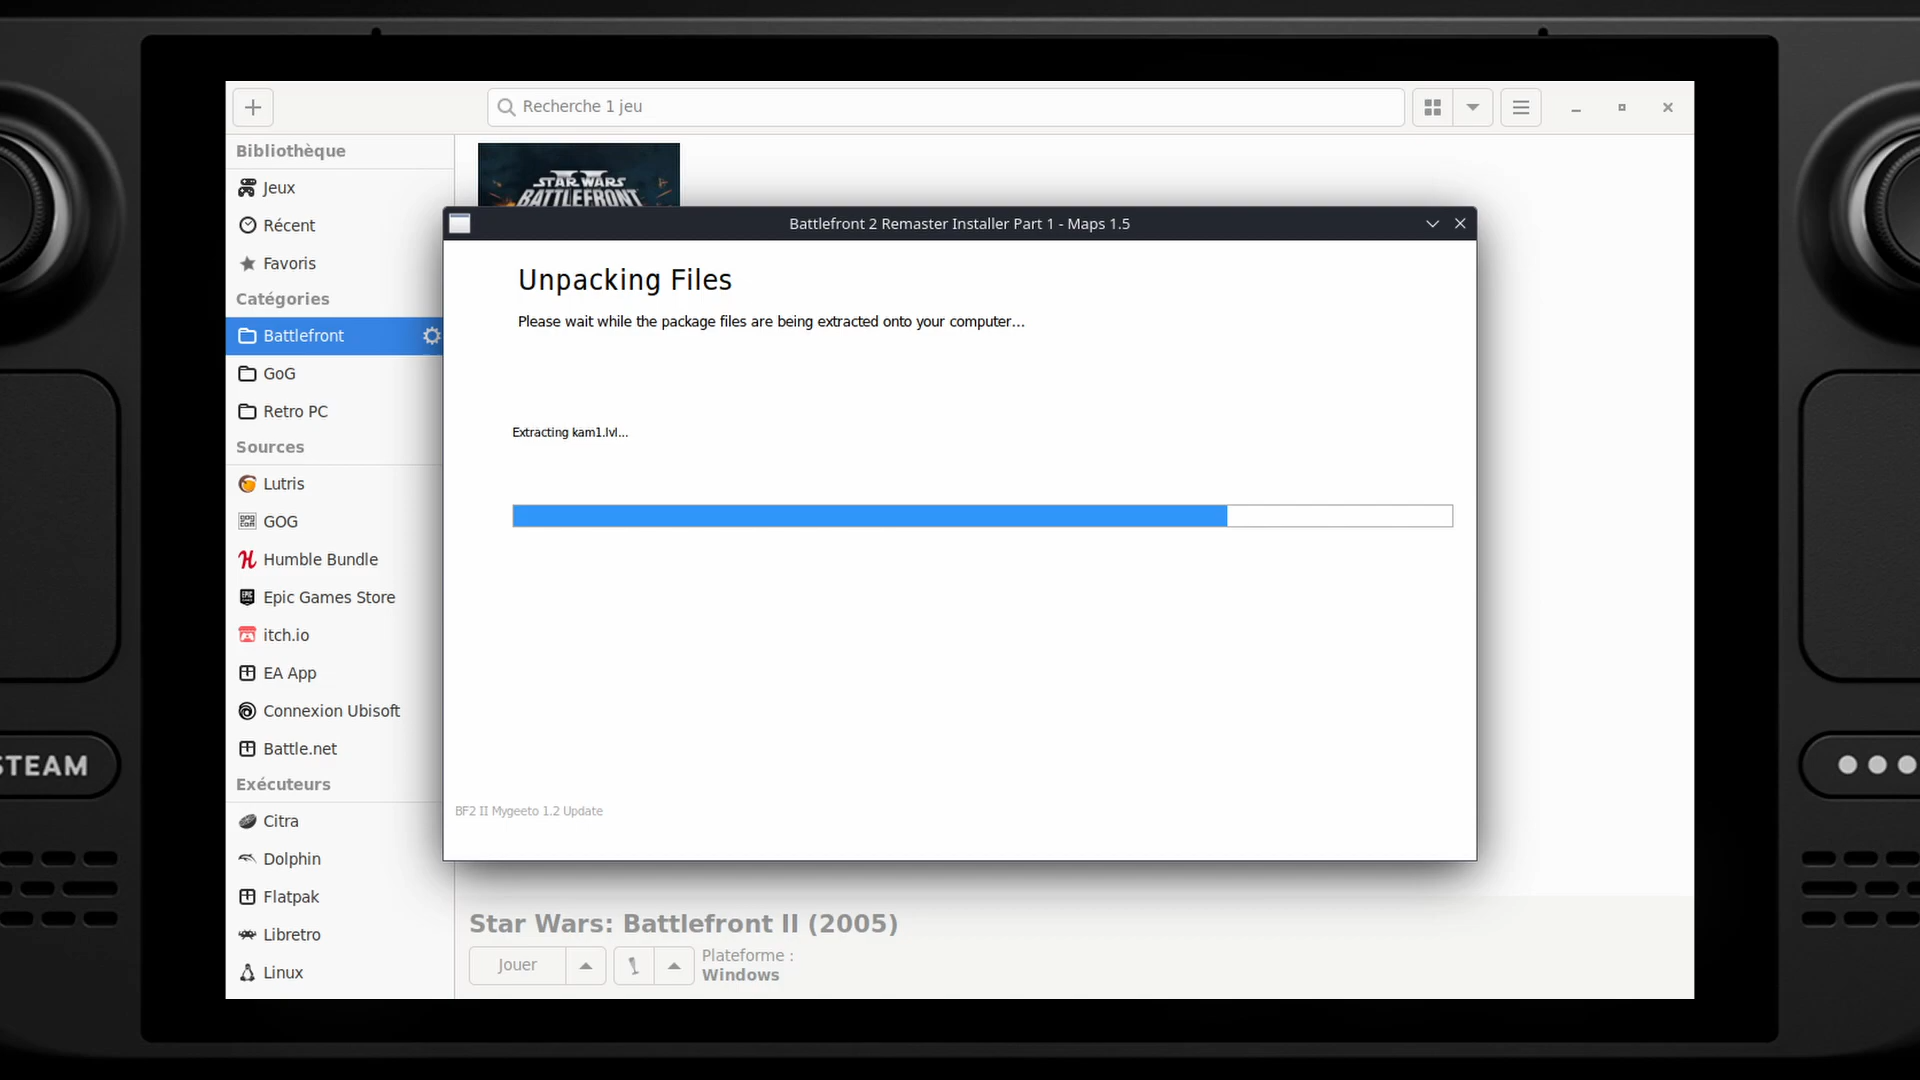 Recherche 1 jeu
Bibliothèque
Jeux
Récent
Favoris
Catégories
Battlefront
GoG
Retro PC
Sources
Lutris
GOG
Humble Bundle
Epic Games Store
itch.io
EA App
Connexion Ubisoft
Battle.net
Exécuteurs
Citra
Dolphin
Flatpak
Libretro
Linux
STAR WARS
BATTLEFRONT
II
Battlefront 2 Remaster Installer Part 1 - Maps 1.5
Unpacking Files
Please wait while the package files are being extracted onto your computer...
Extracting kam1.lvl...
BF2 II Mygeeto 1.2 Update
Star Wars: Battlefront II (2005)
Jouer
Plateforme :
Windows
STEAM